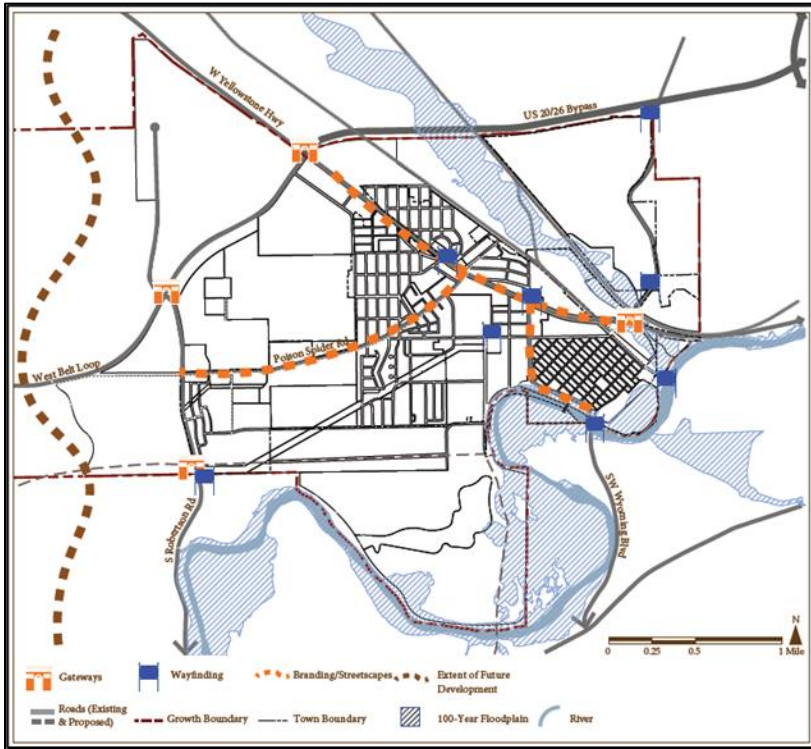 W Yellowstone Hwy
US 20/26 Bypass
Poison Spider Rd
West Belt Loop
S Robertson Rd
SW Wyoming Blvd
N
0 0.25 0.5 1 Mile
Gateways
Wayfinding
Branding/Streetscapes
Extent of Future
Development
Roads (Existing
& Proposed)
Growth Boundary
Town Boundary
100-Year Floodplain
River